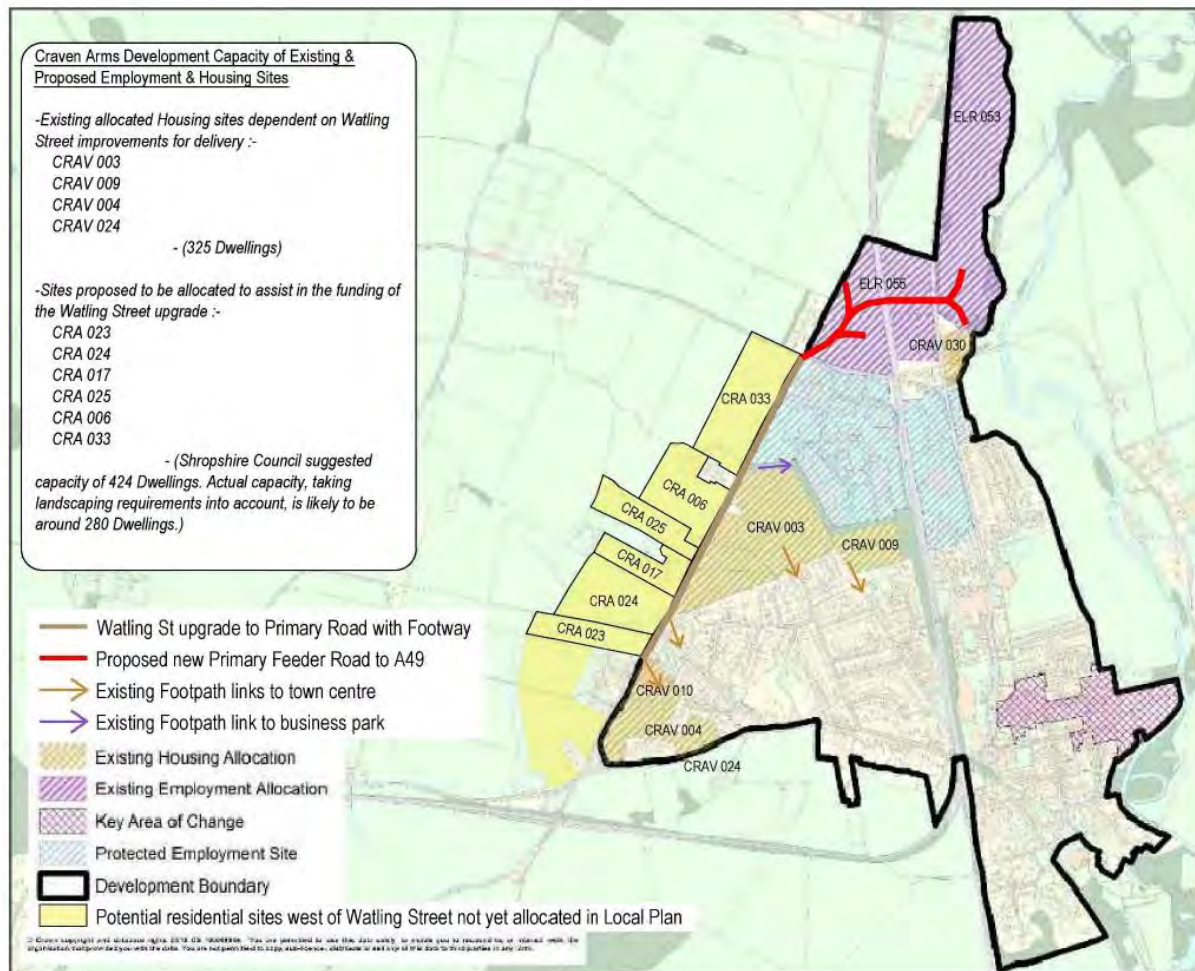 Craven Arms Development Capacity of Existing &
Proposed Employment & Housing Sites
-Existing allocated Housing sites dependent on Watling
Street improvements for delivery :-
CRAV 003
CRAV 009
CRAV 004
CRAV 024
- (325 Dwellings)
-Sites proposed to be allocated to assist in the funding of
the Watling Street upgrade :-
CRA 023
CRA 024
CRA 017
CRA 025
CRA 006
CRA 033
- (Shropshire Council suggested
capacity of 424 Dwellings. Actual capacity, taking
landscaping requirements into account, is likely to be
around 280 Dwellings.)
ELR 053
ELR 055
CRAV 030
CRA 033
CRA 006
CRA 025
CRAV 003
CRAV 009
CRA 017
CRA 024
CRA 023
CRAV 010
CRAV 004
CRAV 024
Watling St upgrade to Primary Road with Footway
Proposed new Primary Feeder Road to A49
Existing Footpath links to town centre
Existing Footpath link to business park
Existing Housing Allocation
Existing Employment Allocation
Key Area of Change
Protected Employment Site
Development Boundary
Potential residential sites west of Watling Street not yet allocated in Local Plan